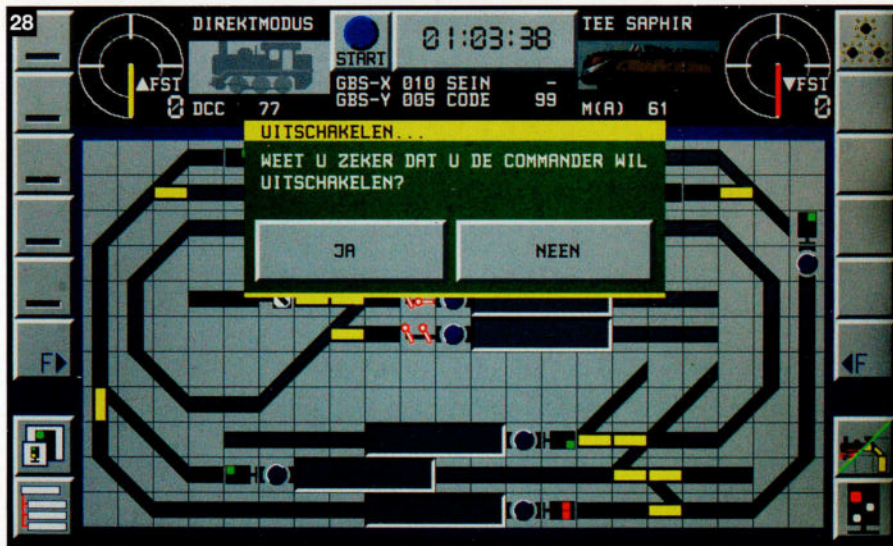 28
DIREKTMODUS
START
01:03:38
TEE SAPHIR
▲FST
0
DCC 77
GBS-X 010 SEIN -
GBS-Y 005 CODE 99
M(A) 61
▼FST
0
UITSCHAKELEN...
WEET U ZEKER DAT U DE COMMANDER WIL
UITSCHAKELEN?
JA
NEEN
F▶
◀F